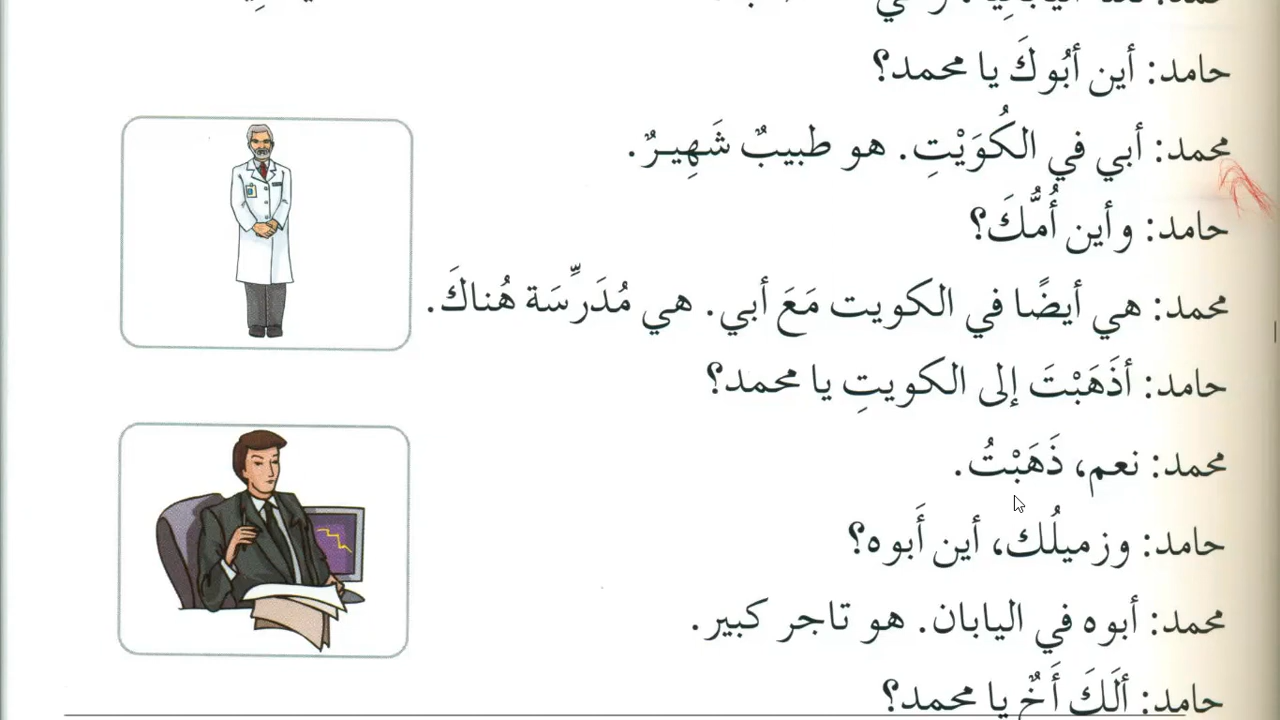 حامد: أين أبُوكَ يا محمد؟
محمد: أبي في الكُوَيْتِ. هو طبيبٌ شَهِيـرٌ.
حامد: وأين أُمُّكَ؟
محمد: هي أيضًا في الكويت مَعَ أبي. هي مُدَرِّسَة هُناكَ.
حامد: أذَهَبْتَ إلى الكويتِ يا محمد؟
محمد: نعم، ذَهَبْتُ.
حامد: وزميلُك، أين أَبوه؟
محمد: أبوه في اليابان. هو تاجر كبير.
حامد: ألَكَ أَخٌ يا محمد؟